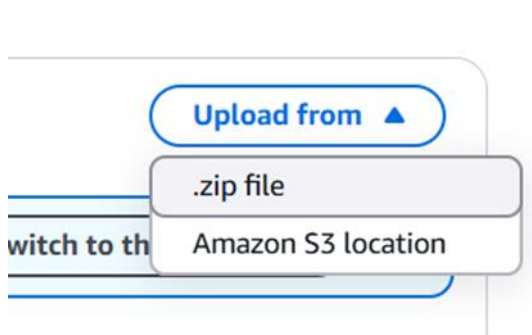 Upload from
.zip file
Amazon S3 location
witch to th